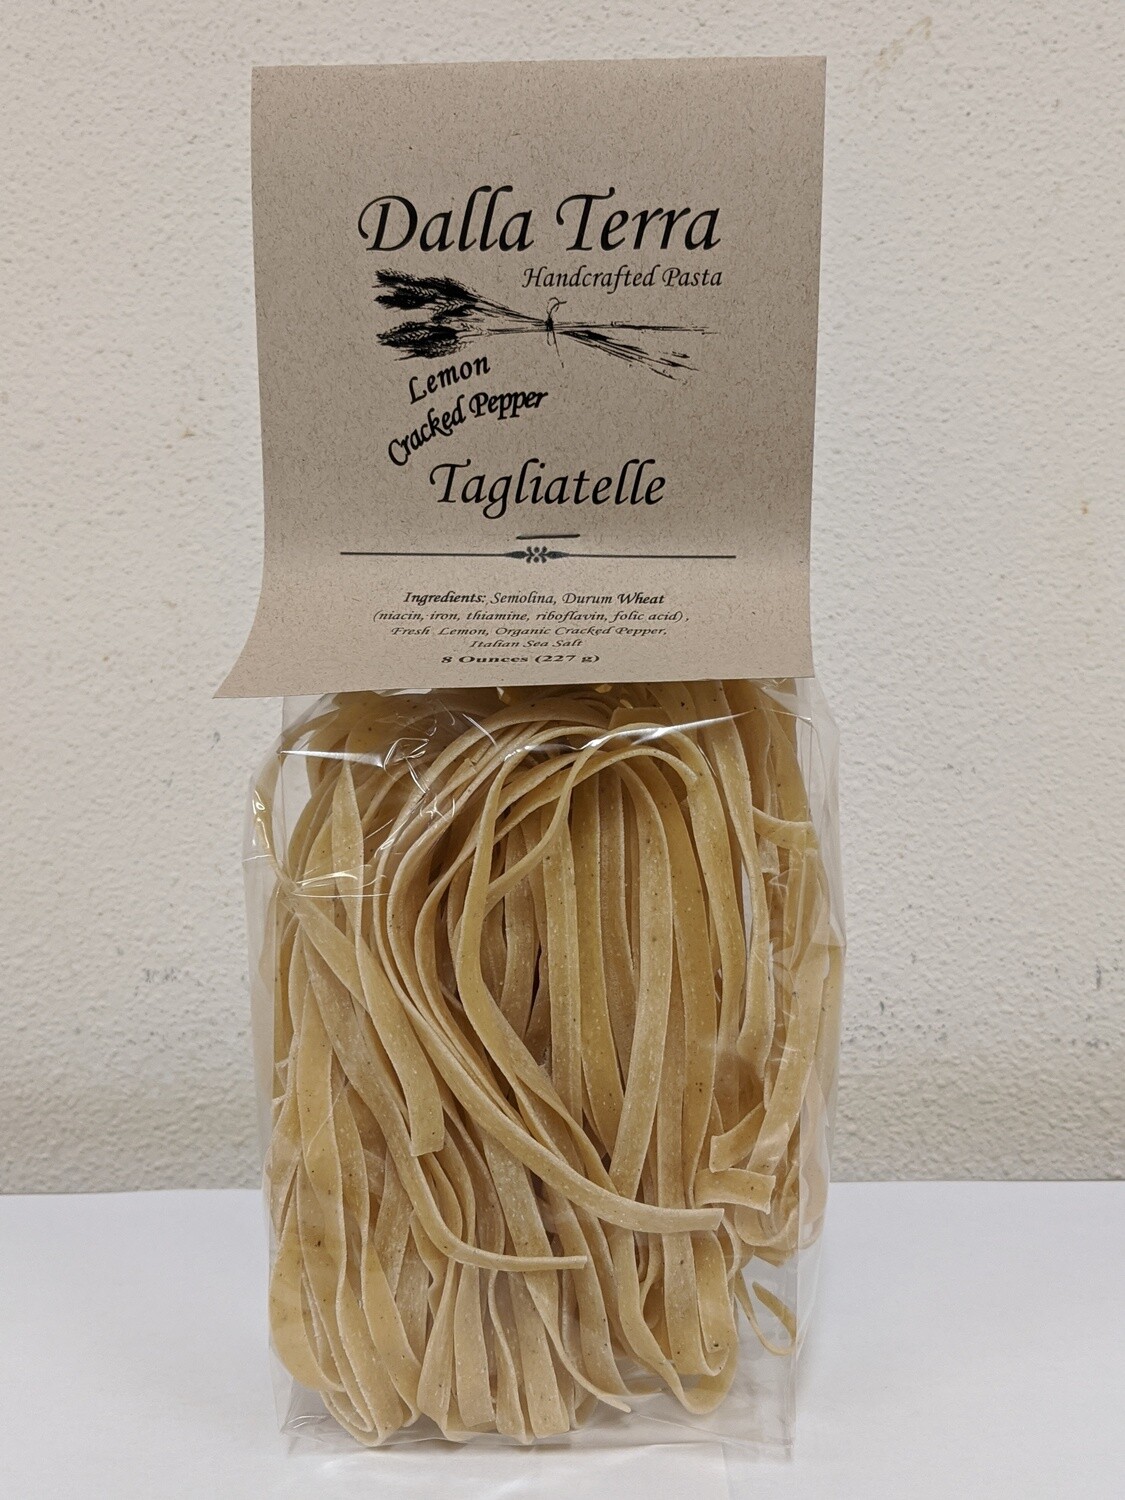 Dalla Terra
Handcrafted Pasta
Lemon
Cracked Pepper
Tagliatelle
Ingredients: Semolina, Durum Wheat
(niacin, iron, thiamine, riboflavin, folic acid),
Fresh Lemon, Organic Cracked Pepper,
Italian Sea Salt
8 Ounces (227 g)